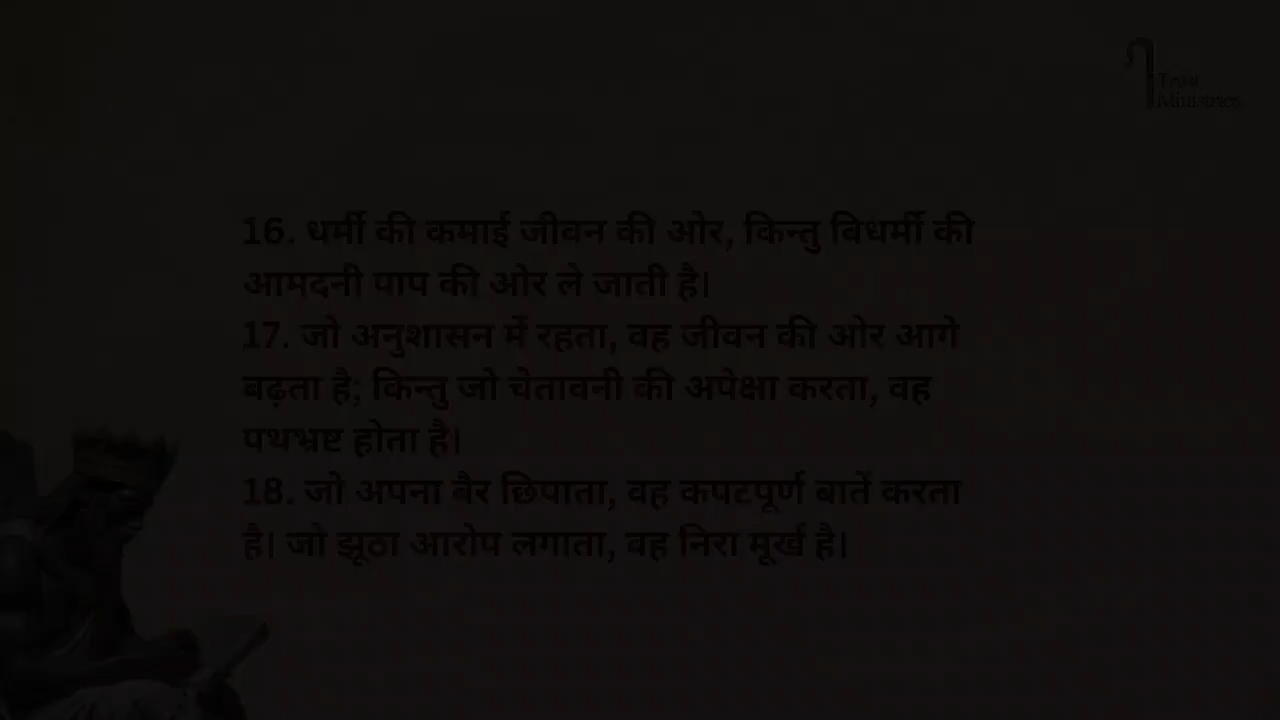 Ministries
16. धर्मी की कमाई जीवन की ओर, किन्तु विधर्मी की
आमदनी पाप की ओर ले जाती है।
17. जो अनुशासन में रहता, वह जीवन की ओर आगे
बढ़ता है; किन्तु जो चेतावनी की अपेक्षा करता, वह
पथभ्रष्ट होता है।
18. जो अपना बैर छिपाता, वह कपटपूर्ण बातें करता
है। जो झूठा आरोप लगाता, वह निरा मूर्ख है।